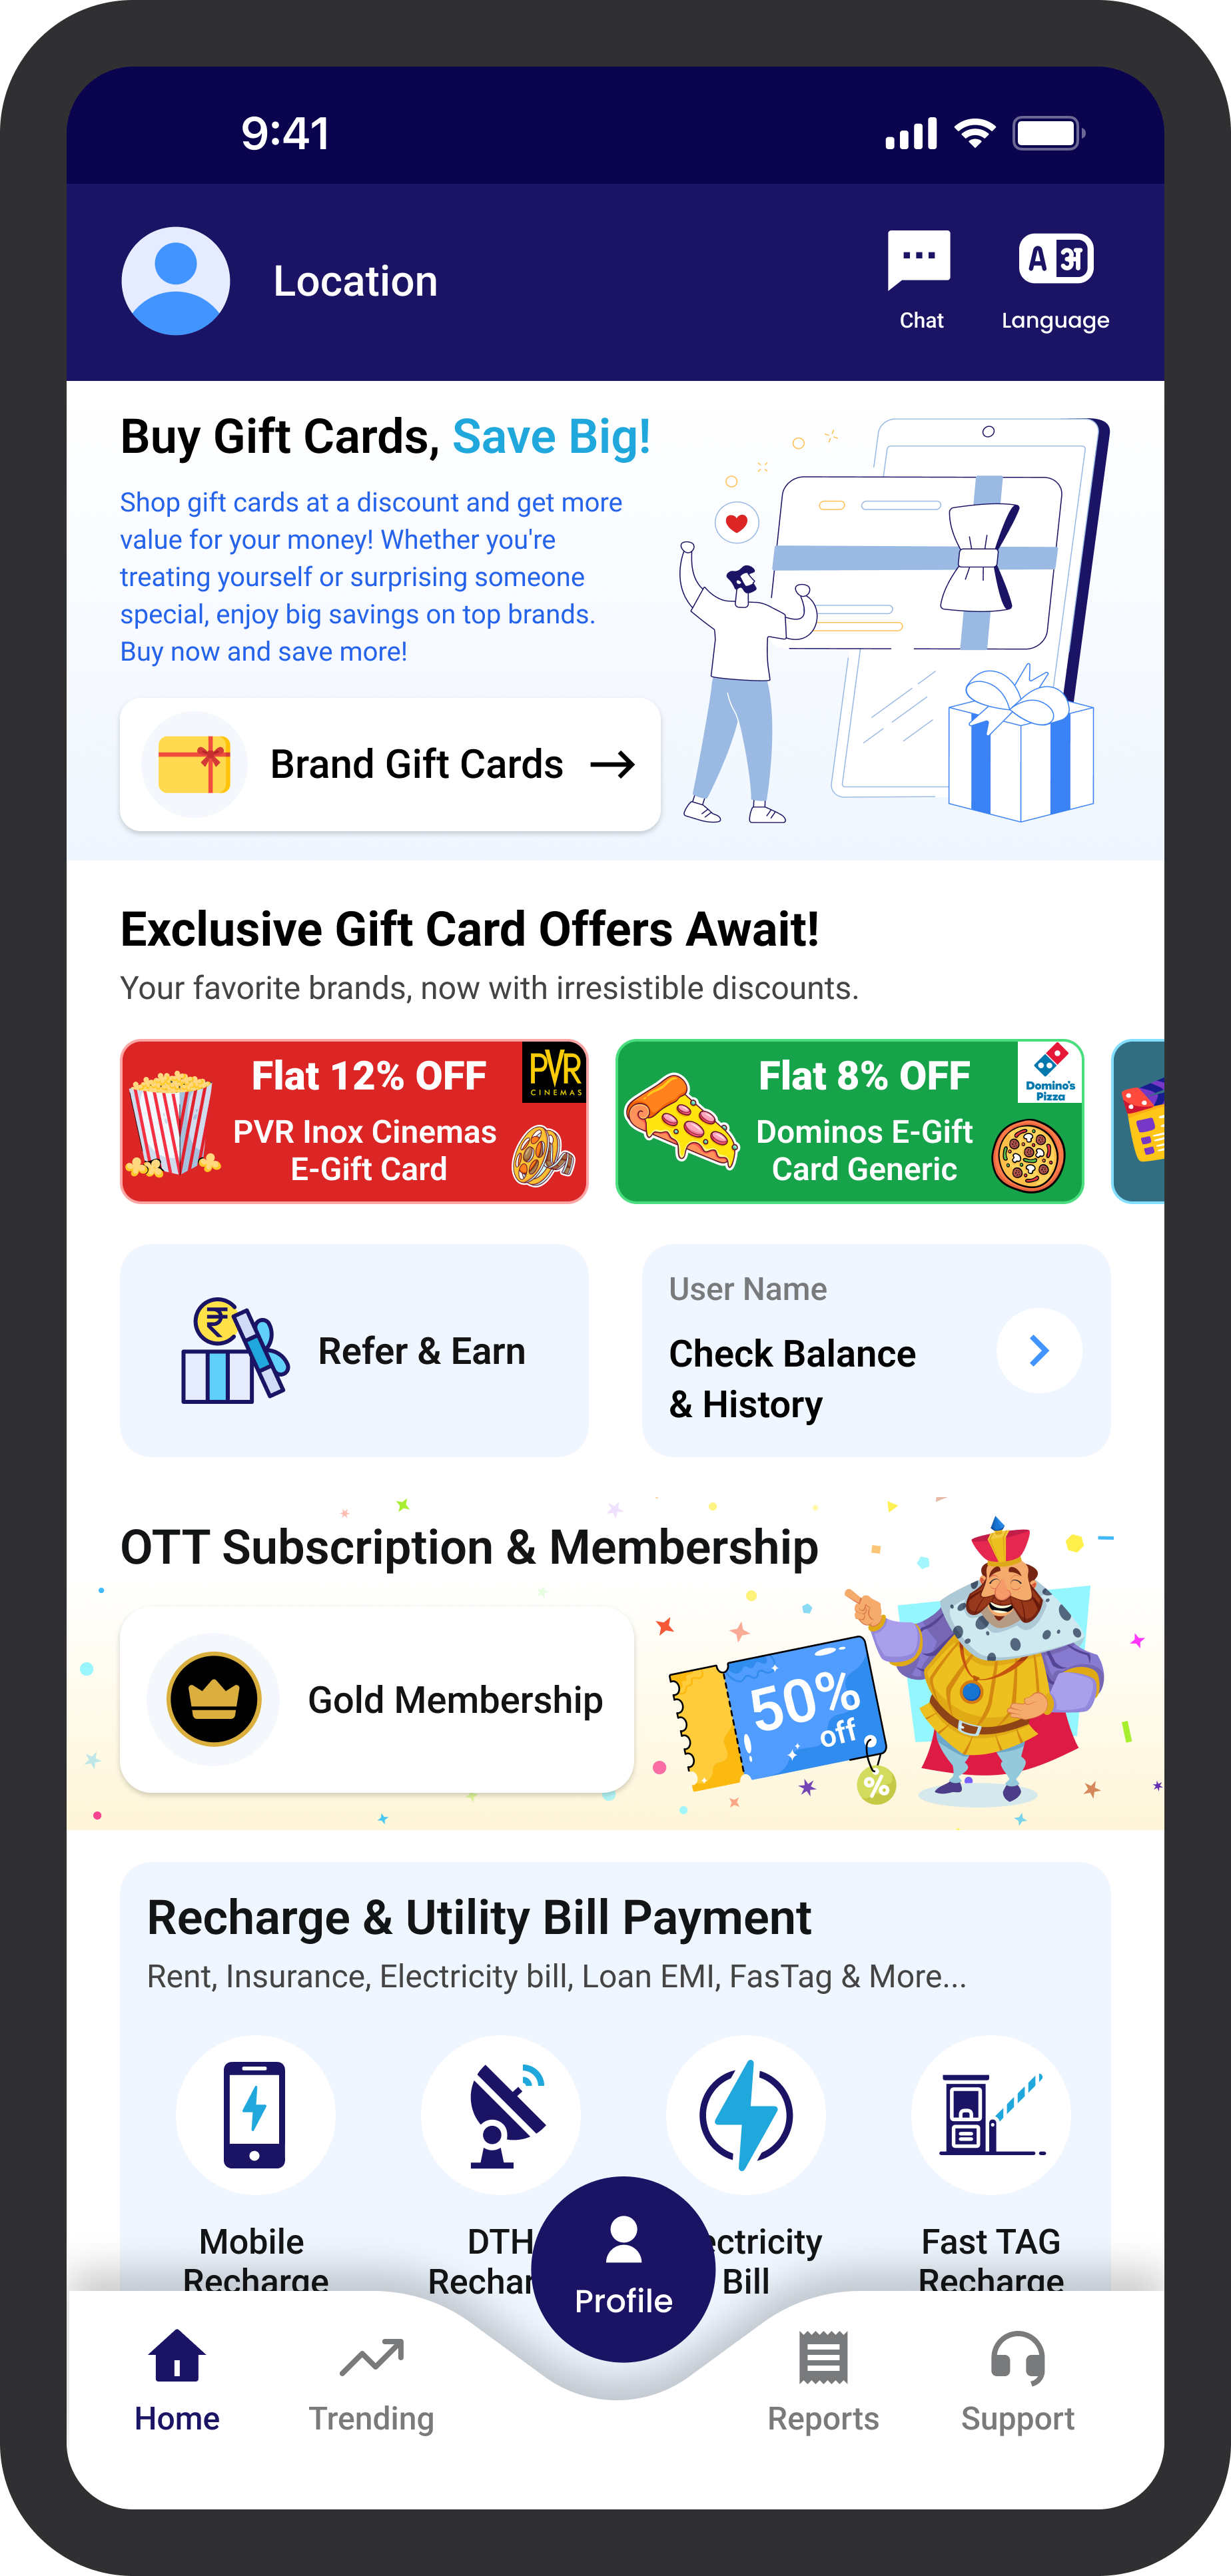 9:41
Location
A अ
Chat
Language
Buy Gift Cards, Save Big!
Shop gift cards at a discount and get more
value for your money! Whether you're
treating yourself or surprising someone
special, enjoy big savings on top brands.
Buy now and save more!
Brand Gift Cards
Exclusive Gift Card Offers Await!
Your favorite brands, now with irresistible discounts.
Flat 12% OFF
PVR
CINEMAS
PVR Inox Cinemas
E-Gift Card
Flat 8% OFF
Domino's
Pizza
Dominos E-Gift
Card Generic
₹
Refer & Earn
User Name
Check Balance
& History
OTT Subscription & Membership
Gold Membership
50%
off
%
Recharge & Utility Bill Payment
Rent, Insurance, Electricity bill, Loan EMI, FasTag & More...
Mobile
Recharge
DTH
Rechar
ectricity
Bill
Fast TAG
Recharge
Profile
Home
Trending
Reports
Support